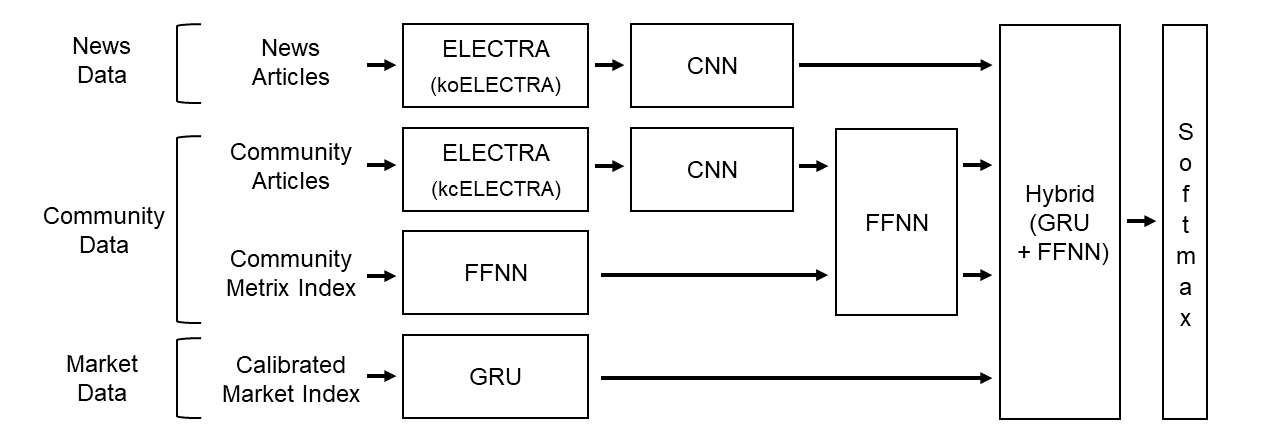 News
Data
News
Articles
ELECTRA
(koELECTRA)
CNN
Community
Data
Community
Articles
ELECTRA
(kcELECTRA)
CNN
Community
Metrix Index
FFNN
FFNN
Market
Data
Calibrated
Market Index
GRU
Hybrid
(GRU
+ FFNN)
Softmax